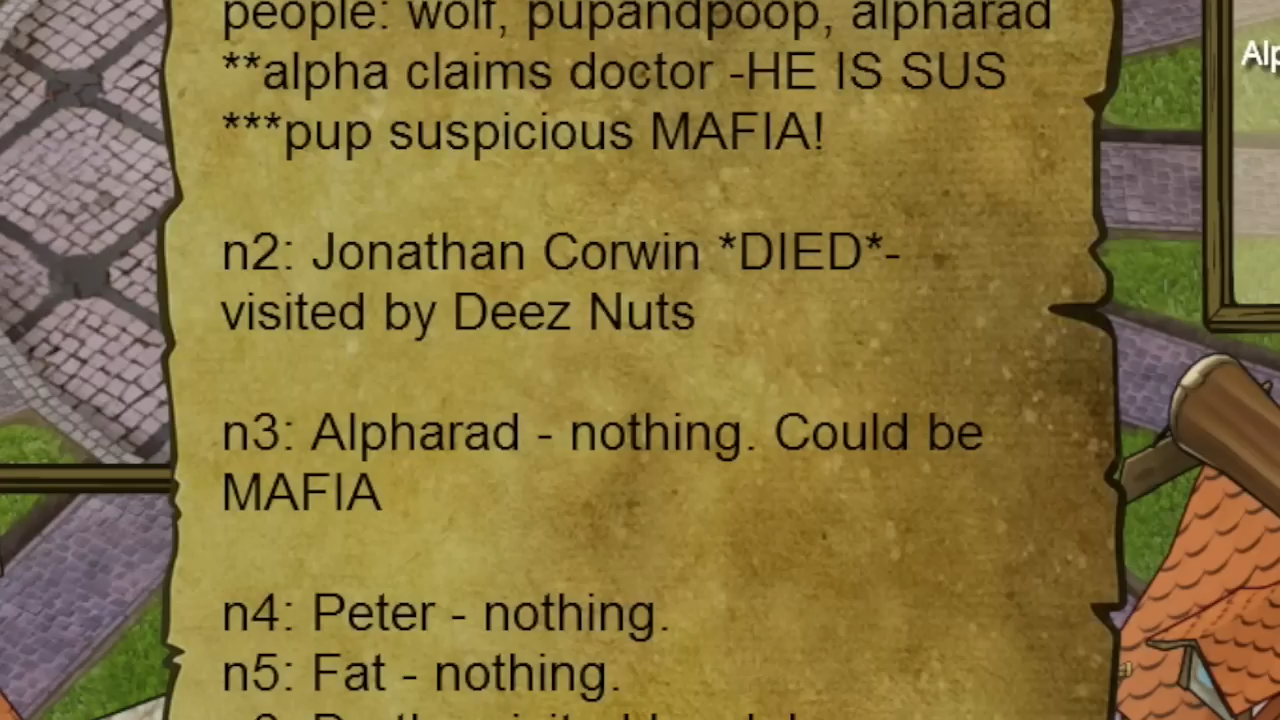 people: wolf, pupandpoop, alpharad
**alpha claims doctor -HE IS SUS
***pup suspicious MAFIA!
n2: Jonathan Corwin *DIED*-
visited by Deez Nuts
n3: Alpharad - nothing. Could be
MAFIA
n4: Peter - nothing.
n5: Fat - nothing.
Alp